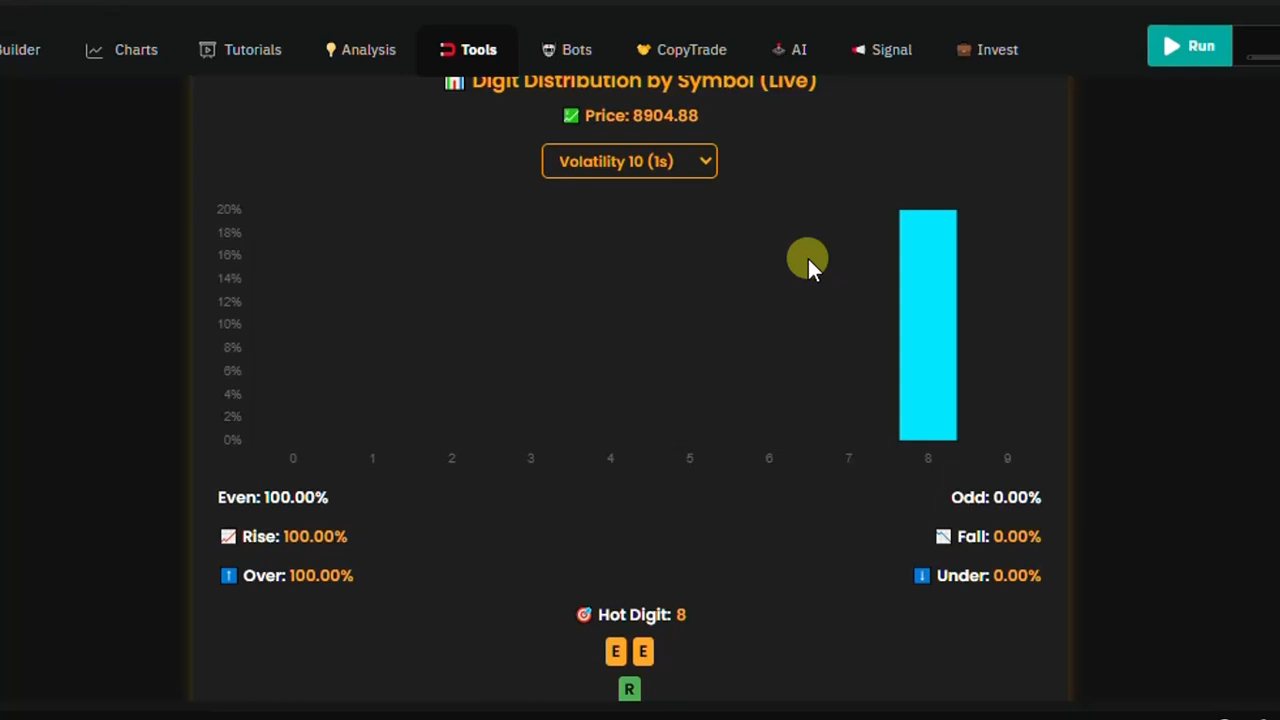 uilder Charts Tutorials Analysis Tools Bots CopyTrade AI Signal Invest Run
Digit Distribution by Symbol (Live)
Price: 8904.88
Volatility 10 (1s)
20%
18%
16%
14%
12%
10%
8%
6%
4%
2%
0%
0 1 2 3 4 5 6 7 8 9
Even: 100.00% Odd: 0.00%
Rise: 100.00% Fall: 0.00%
Over: 100.00% Under: 0.00%
Hot Digit: 8
E E
R